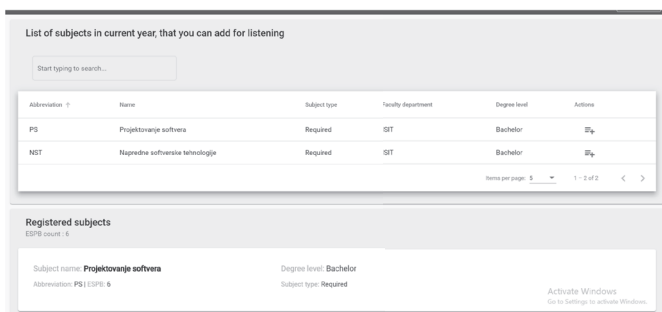 List of subjects in current year, that you can add for listening
Start typing to search...
Abbreviation ↑ Name Subject type Faculty department Degree level Actions
PS Projektovanje softvera Required ISIT Bachelor
NST Napredne softverske tehnologije Required ISIT Bachelor
Items per page: 5 1 – 2 of 2
Registered subjects
ESPB count : 6
Subject name: Projektovanje softvera Degree level: Bachelor
Abbreviation: PS | ESPB: 6 Subject type: Required
Activate Windows
Go to Settings to activate Windows.